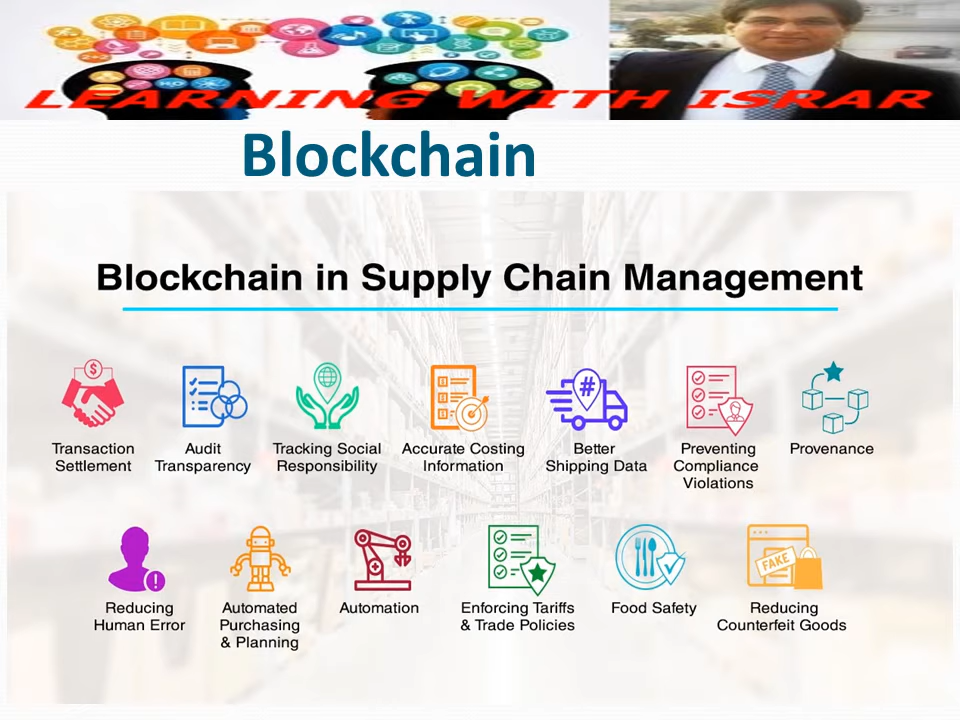 LEARNING WITH ISRAR
Blockchain
Blockchain in Supply Chain Management
$
#
Transaction
Settlement
Audit
Transparency
Tracking Social
Responsibility
Accurate Costing
Information
Better
Shipping Data
Preventing
Compliance
Violations
Provenance
!
FAKE
Reducing
Human Error
Automated
Purchasing
& Planning
Automation
Enforcing Tariffs
& Trade Policies
Food Safety
Reducing
Counterfeit Goods